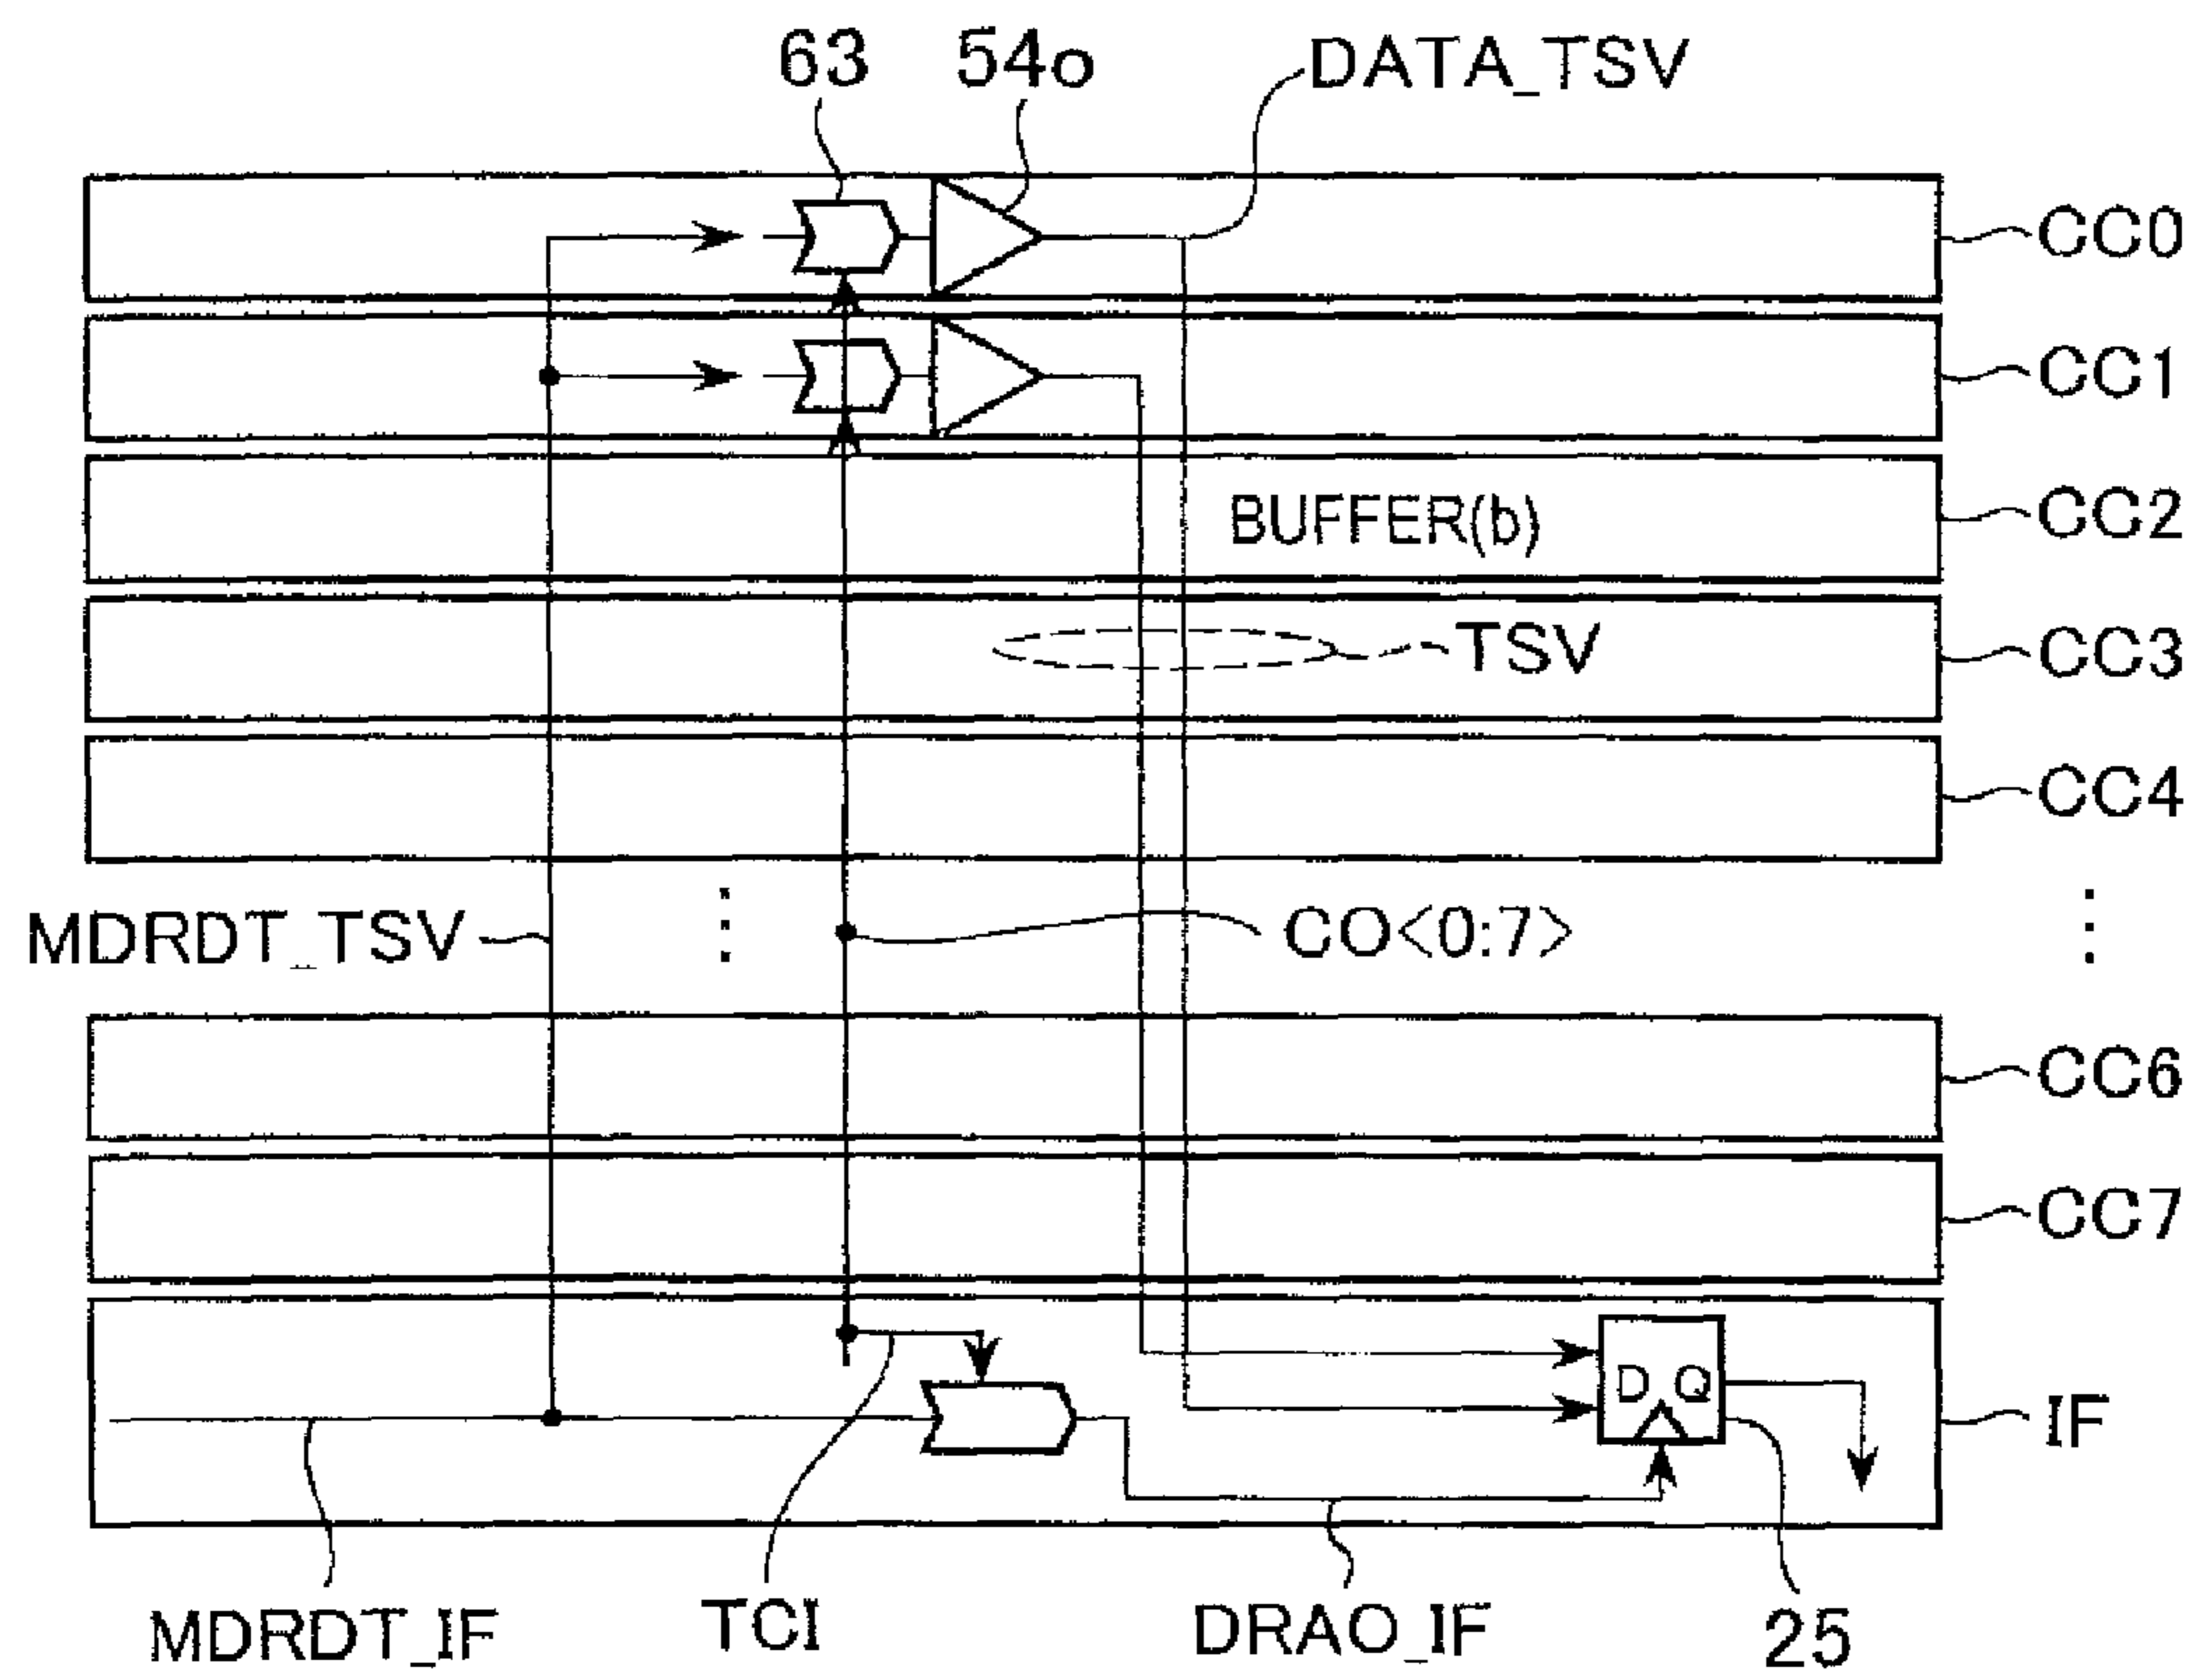 63 54o DATA_TSV
CC0
CC1
BUFFER(b) CC2
TSV CC3
CC4
MDRDT_TSV CO<0:7>
CC6
CC7
D Q
IF
MDRDT_IF TCI DRAO_IF 25